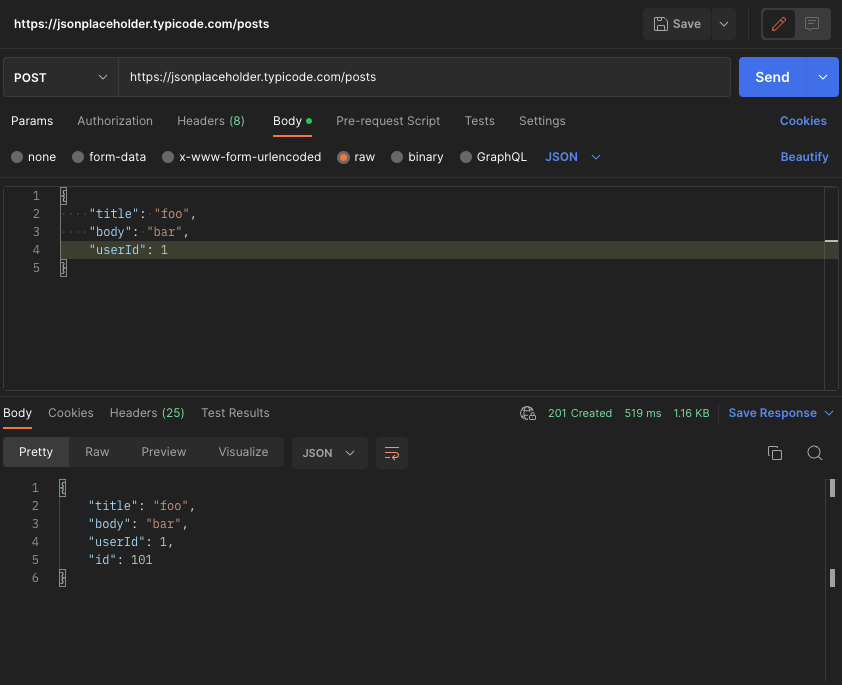 https://jsonplaceholder.typicode.com/posts Save
POST https://jsonplaceholder.typicode.com/posts Send
Params Authorization Headers (8) Body Pre-request Script Tests Settings Cookies
none form-data x-www-form-urlencoded raw binary GraphQL JSON Beautify
1 {
2 "title": "foo",
3 "body": "bar",
4 "userId": 1
5 }
Body Cookies Headers (25) Test Results 201 Created 519 ms 1.16 KB Save Response
Pretty Raw Preview Visualize JSON
1 {
2 "title": "foo",
3 "body": "bar",
4 "userId": 1,
5 "id": 101
6 }